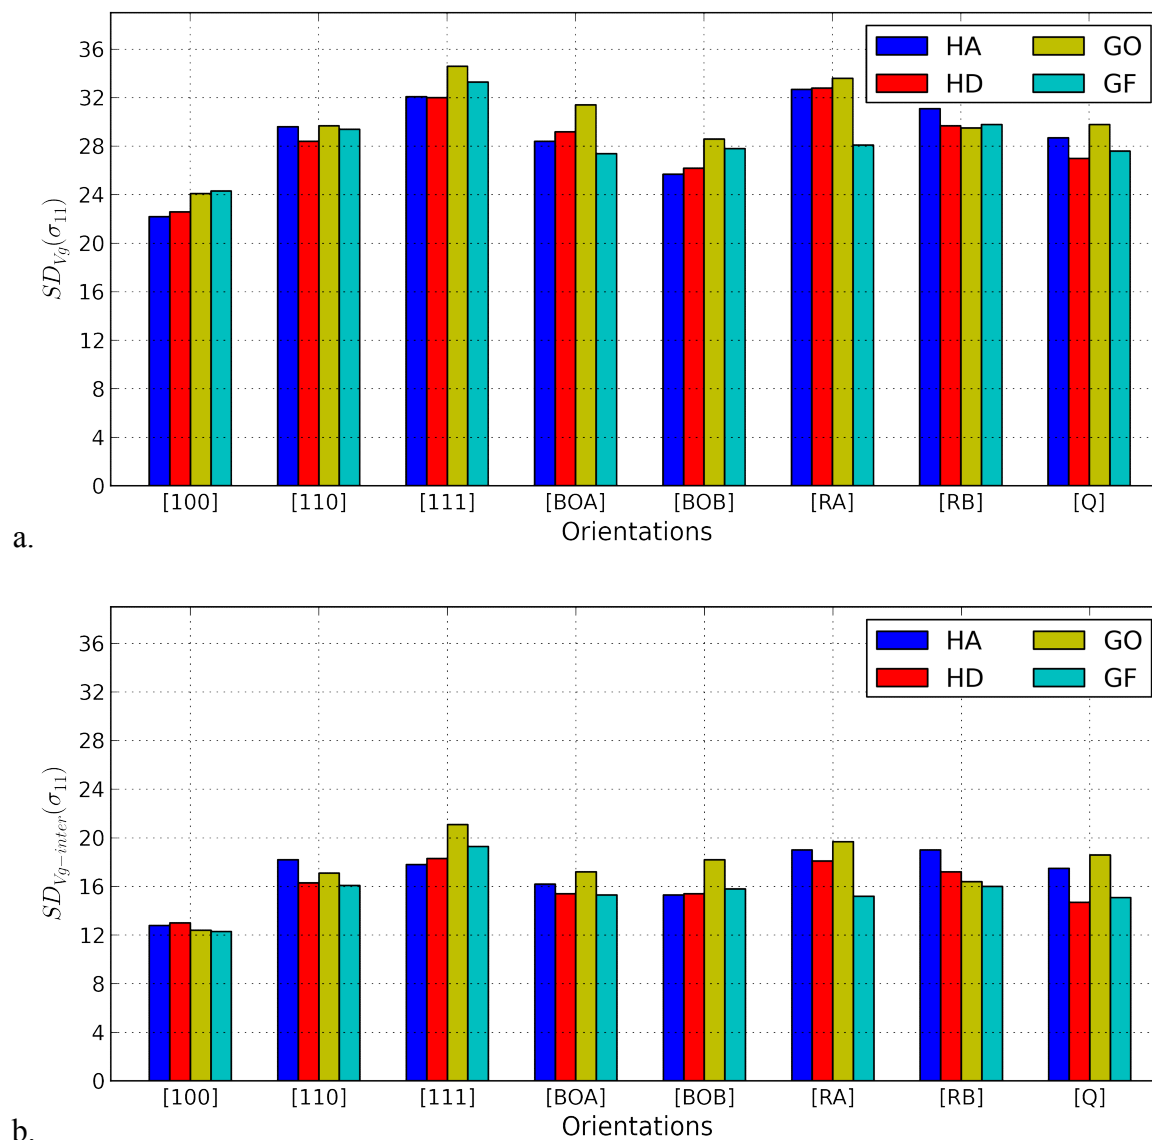 36
32
28
24
20
16
12
8
4
0
SD_{Vg}(σ_{11})
HA GO
HD GF
[100] [110] [111] [BOA] [BOB] [RA] [RB] [Q]
Orientations
a.
36
32
28
24
20
16
12
8
4
0
SD_{Vg-inter}(σ_{11})
HA GO
HD GF
[100] [110] [111] [BOA] [BOB] [RA] [RB] [Q]
Orientations
b.